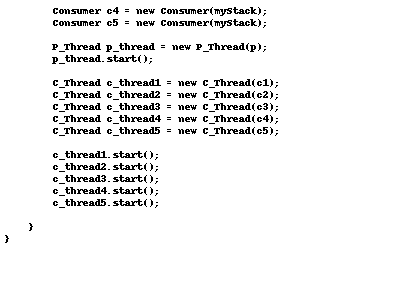 Consumer c4 = new Consumer(myStack);
Consumer c5 = new Consumer(myStack);
P_Thread p_thread = new P_Thread(p);
p_thread.start();
C_Thread c_thread1 = new C_Thread(c1);
C_Thread c_thread2 = new C_Thread(c2);
C_Thread c_thread3 = new C_Thread(c3);
C_Thread c_thread4 = new C_Thread(c4);
C_Thread c_thread5 = new C_Thread(c5);
c_thread1.start();
c_thread2.start();
c_thread3.start();
c_thread4.start();
c_thread5.start();
}
}